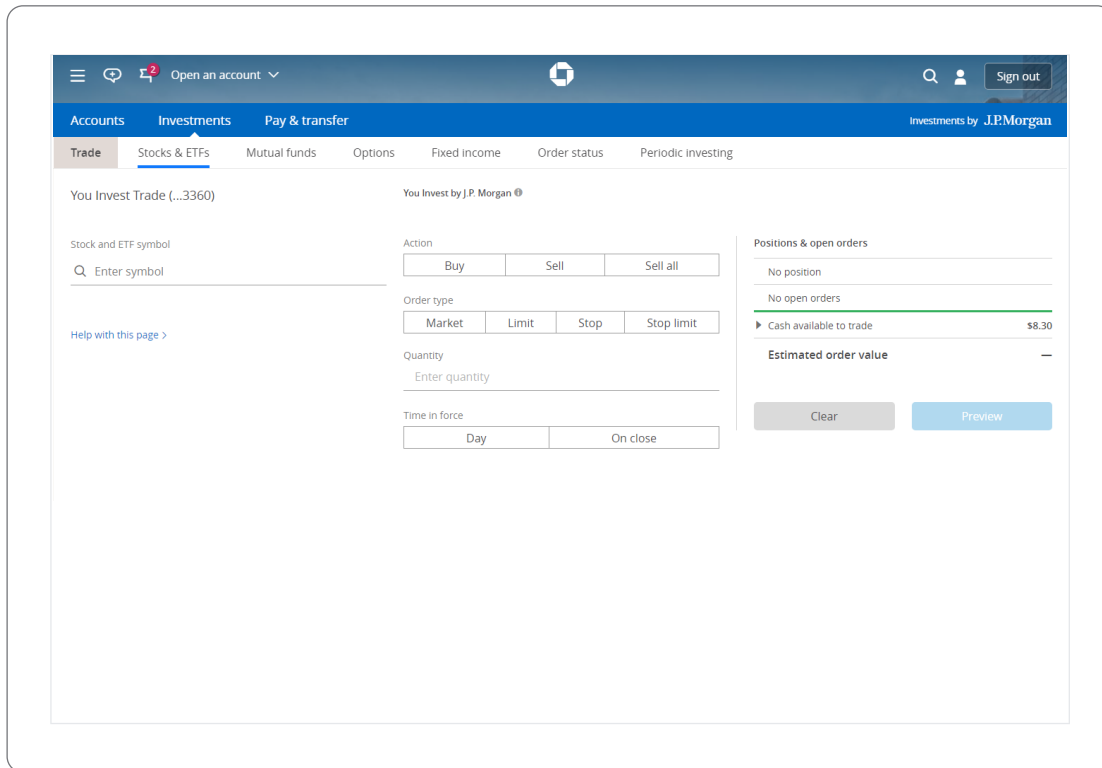 2
Open an account
Sign out
Accounts Investments Pay & transfer
Investments by J.P.Morgan
Trade Stocks & ETFs Mutual funds Options Fixed income Order status Periodic investing
You Invest Trade (...3360)
You Invest by J.P. Morgan
Stock and ETF symbol
Enter symbol
Help with this page >
Action
Buy Sell Sell all
Order type
Market Limit Stop Stop limit
Quantity
Enter quantity
Time in force
Day On close
Positions & open orders
No position
No open orders
Cash available to trade $8.30
Estimated order value —
Clear Preview